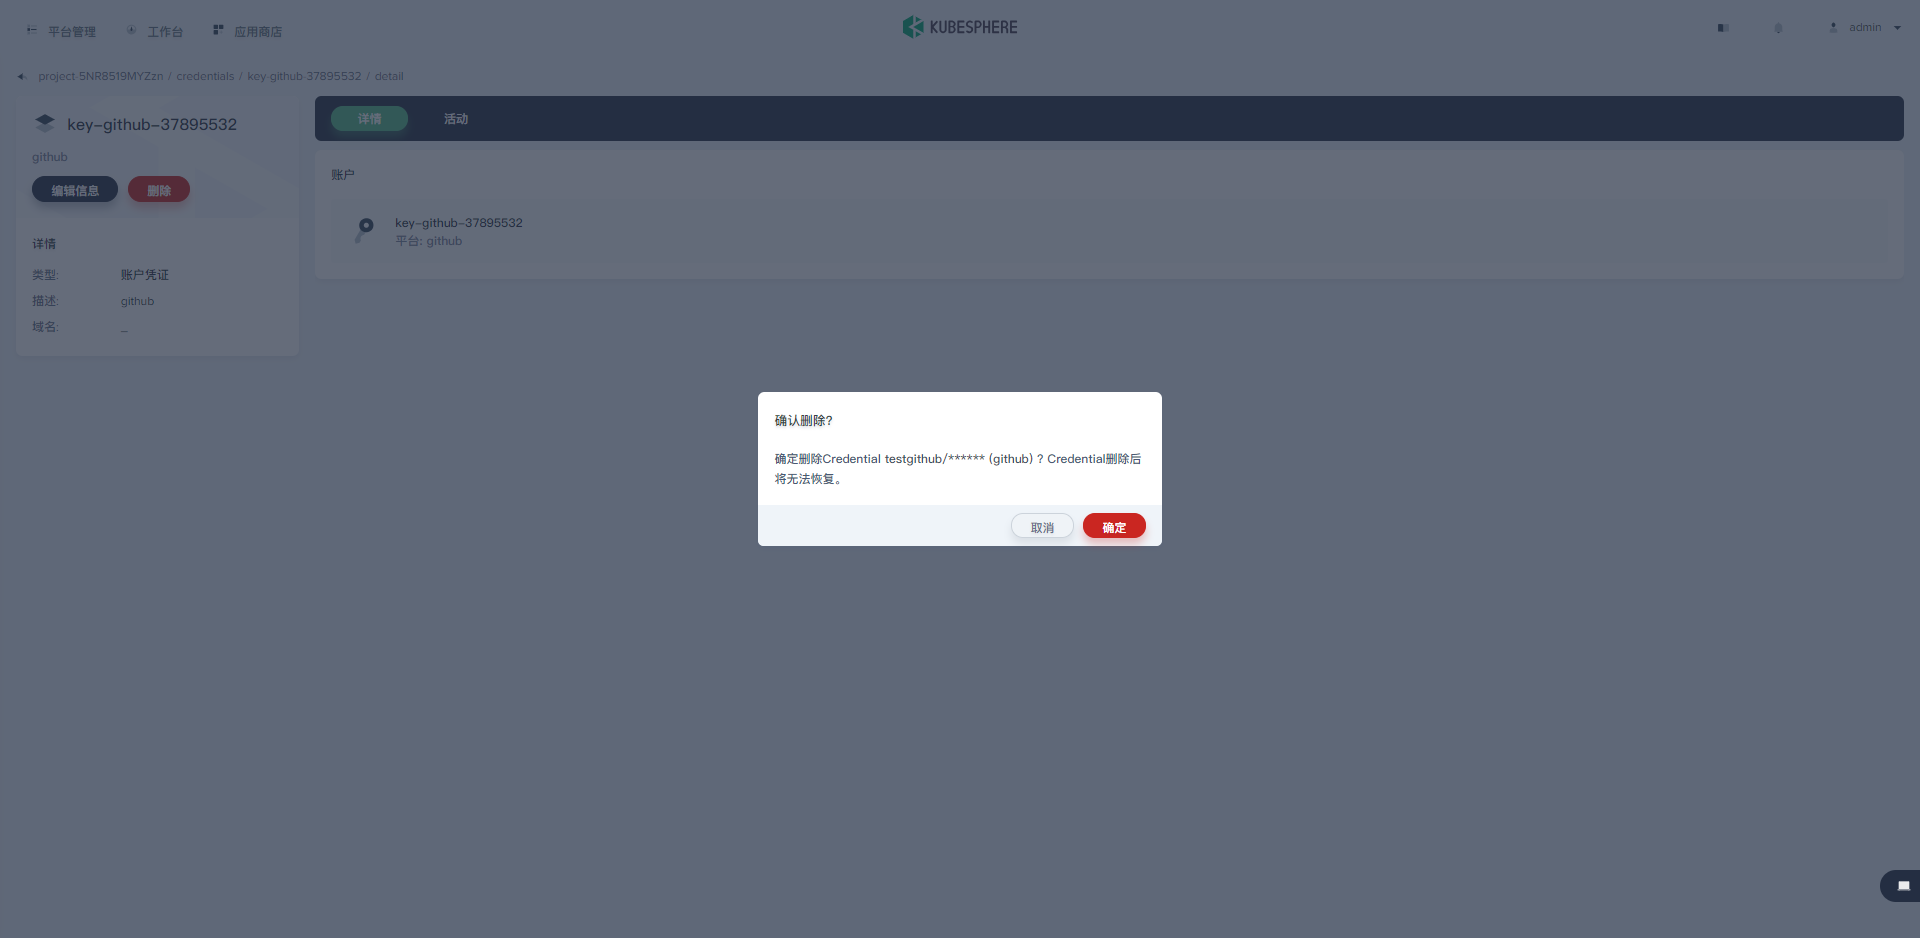 平台管理 工作台 应用商店 KUBESPHERE admin
project-5NR8519MYZzn / credentials / key-github-37895532 / detail
key-github-37895532
github
编辑信息 删除
详情
类型: 账户凭证
描述: github
域名: _
详情 活动
账户
key-github-37895532
平台: github
确认删除?
确定删除Credential testgithub/****** (github) ? Credential删除后
将无法恢复。
取消 确定